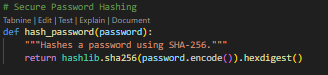 # Secure Password Hashing
Tabnine | Edit | Test | Explain | Document
def hash_password(password):
    """Hashes a password using SHA-256."""
    return hashlib.sha256(password.encode()).hexdigest()